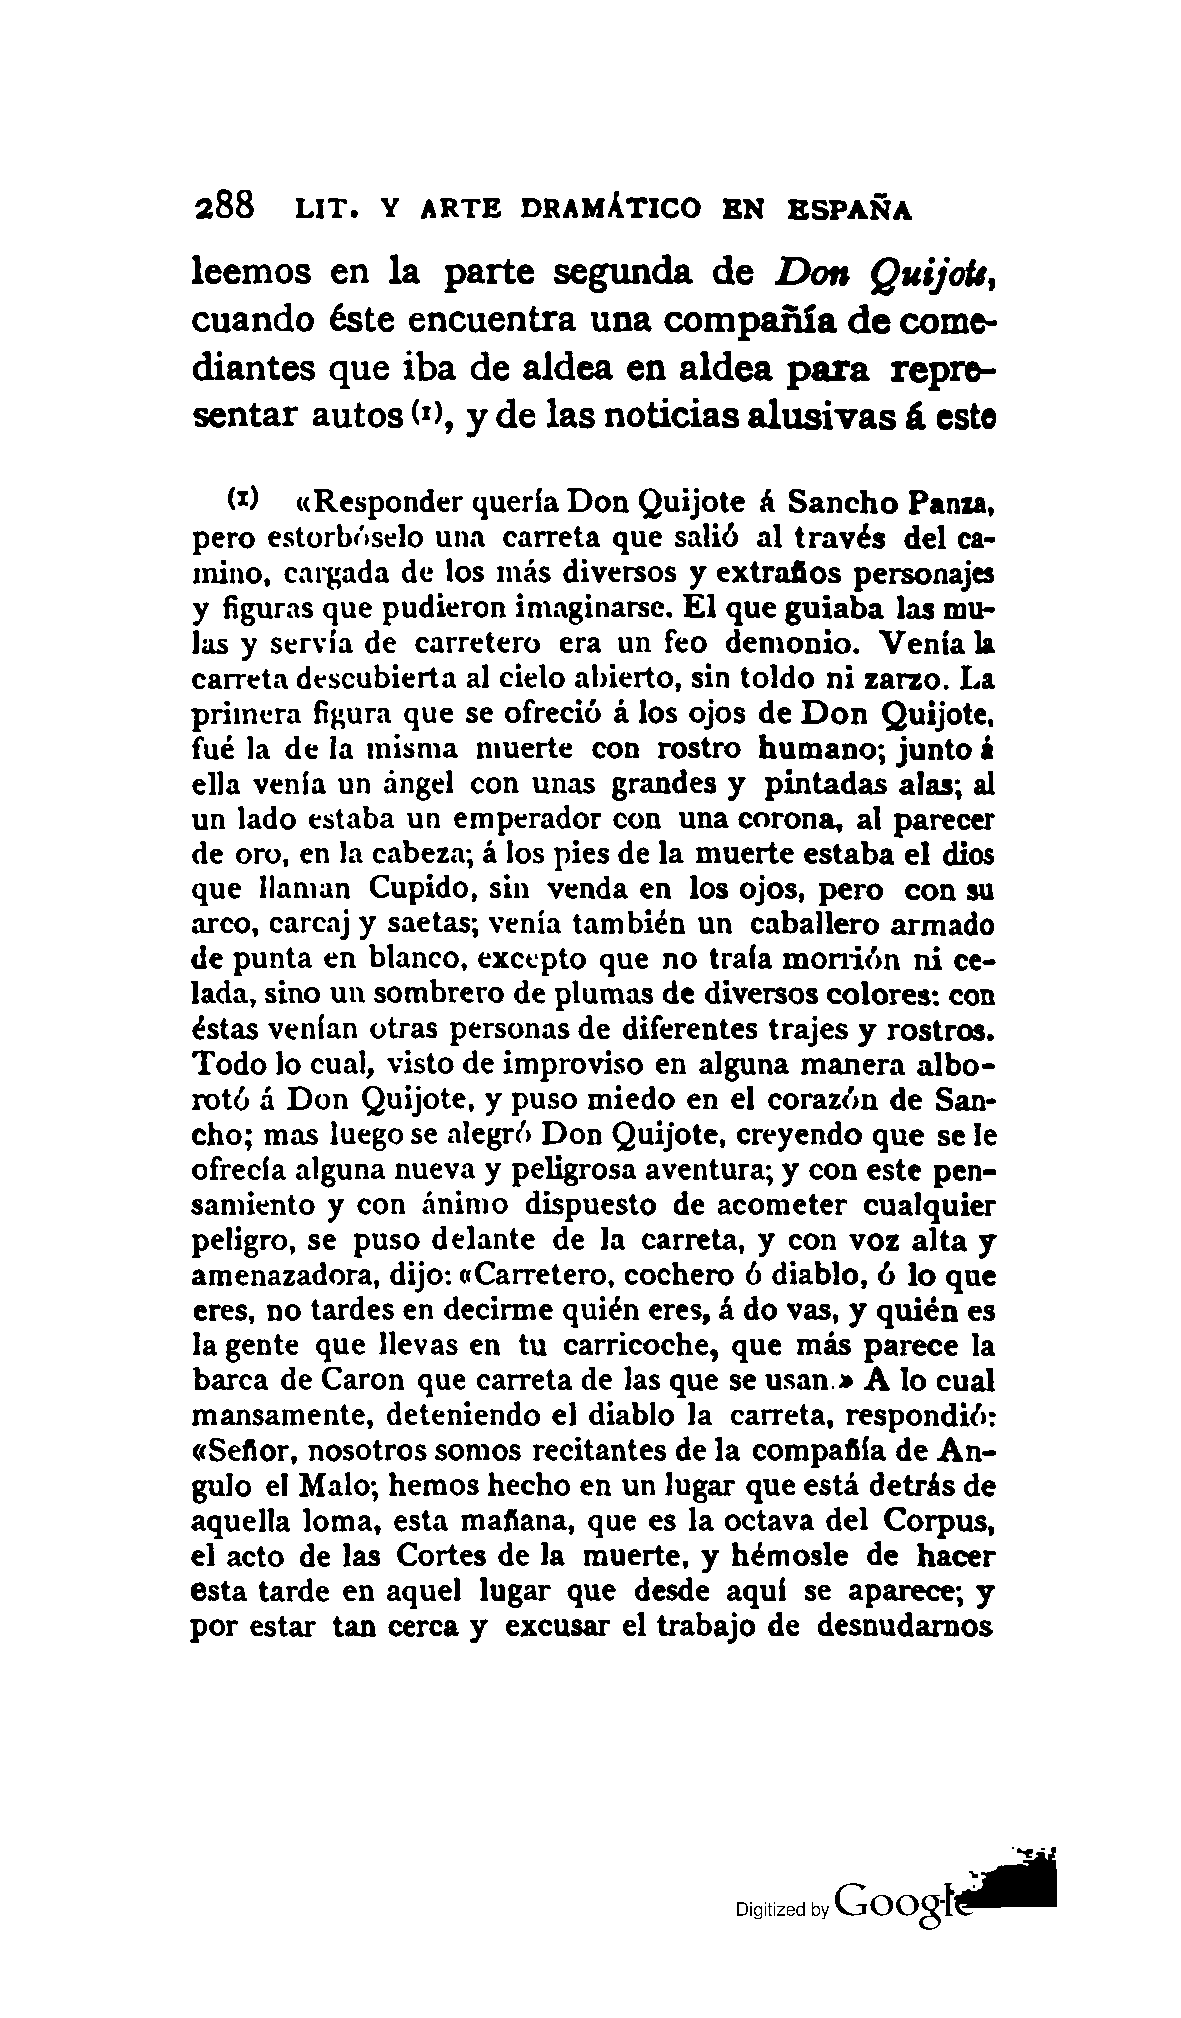 288 LIT. Y ARTE DRAMÁTICO EN ESPAÑA
leemos en la parte segunda de Don Quijote,
cuando éste encuentra una compañía de come-
diantes que iba de aldea en aldea para repre-
sentar autos (1), y de las noticias alusivas á este
(1) «Responder quería Don Quijote á Sancho Panza,
pero estorbóselo una carreta que salió al través del ca-
mino, cargada de los más diversos y extraños personajes
y figuras que pudieron imaginarse. El que guiaba las mu-
las y servía de carretero era un feo demonio. Venía la
carreta descubierta al cielo abierto, sin toldo ni zarzo. La
primera figura que se ofreció á los ojos de Don Quijote,
fué la de la misma muerte con rostro humano; junto á
ella venía un ángel con unas grandes y pintadas alas; al
un lado estaba un emperador con una corona, al parecer
de oro, en la cabeza; á los pies de la muerte estaba el dios
que llaman Cupido, sin venda en los ojos, pero con su
arco, carcaj y saetas; venía también un caballero armado
de punta en blanco, excepto que no traía morrión ni ce-
lada, sino un sombrero de plumas de diversos colores: con
éstas venían otras personas de diferentes trajes y rostros.
Todo lo cual, visto de improviso en alguna manera albo-
rotó á Don Quijote, y puso miedo en el corazón de San-
cho; mas luego se alegró Don Quijote, creyendo que se le
ofrecía alguna nueva y peligrosa aventura; y con este pen-
samiento y con ánimo dispuesto de acometer cualquier
peligro, se puso delante de la carreta, y con voz alta y
amenazadora, dijo: «Carretero, cochero ó diablo, ó lo que
eres, no tardes en decirme quién eres, á do vas, y quién es
la gente que llevas en tu carricoche, que más parece la
barca de Caron que carreta de las que se usan.» A lo cual
mansamente, deteniendo el diablo la carreta, respondió:
«Señor, nosotros somos recitantes de la compañía de An-
gulo el Malo; hemos hecho en un lugar que está detrás de
aquella loma, esta mañana, que es la octava del Corpus,
el acto de las Cortes de la muerte, y hémosle de hacer
esta tarde en aquel lugar que desde aquí se aparece; y
por estar tan cerca y excusar el trabajo de desnudarnos
Digitized by Google